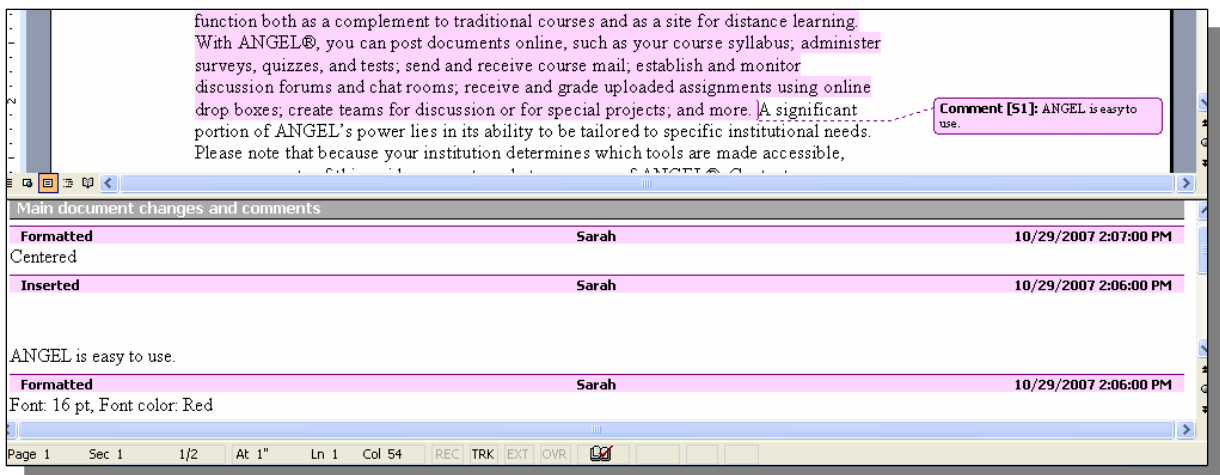 function both as a complement to traditional courses and as a site for distance learning.
With ANGEL®, you can post documents online, such as your course syllabus; administer
surveys, quizzes, and tests; send and receive course mail; establish and monitor
discussion forums and chat rooms; receive and grade uploaded assignments using online
drop boxes; create teams for discussion or for special projects; and more. A significant
portion of ANGEL's power lies in its ability to be tailored to specific institutional needs.
Please note that because your institution determines which tools are made accessible,
Comment [S1]: ANGEL is easy to
use.
Main document changes and comments
Formatted Sarah 10/29/2007 2:07:00 PM
Centered
Inserted Sarah 10/29/2007 2:06:00 PM
ANGEL is easy to use.
Formatted Sarah 10/29/2007 2:06:00 PM
Font: 16 pt, Font color: Red
Page 1 Sec 1 1/2 At 1" Ln 1 Col 54 REC TRK EXT OVR